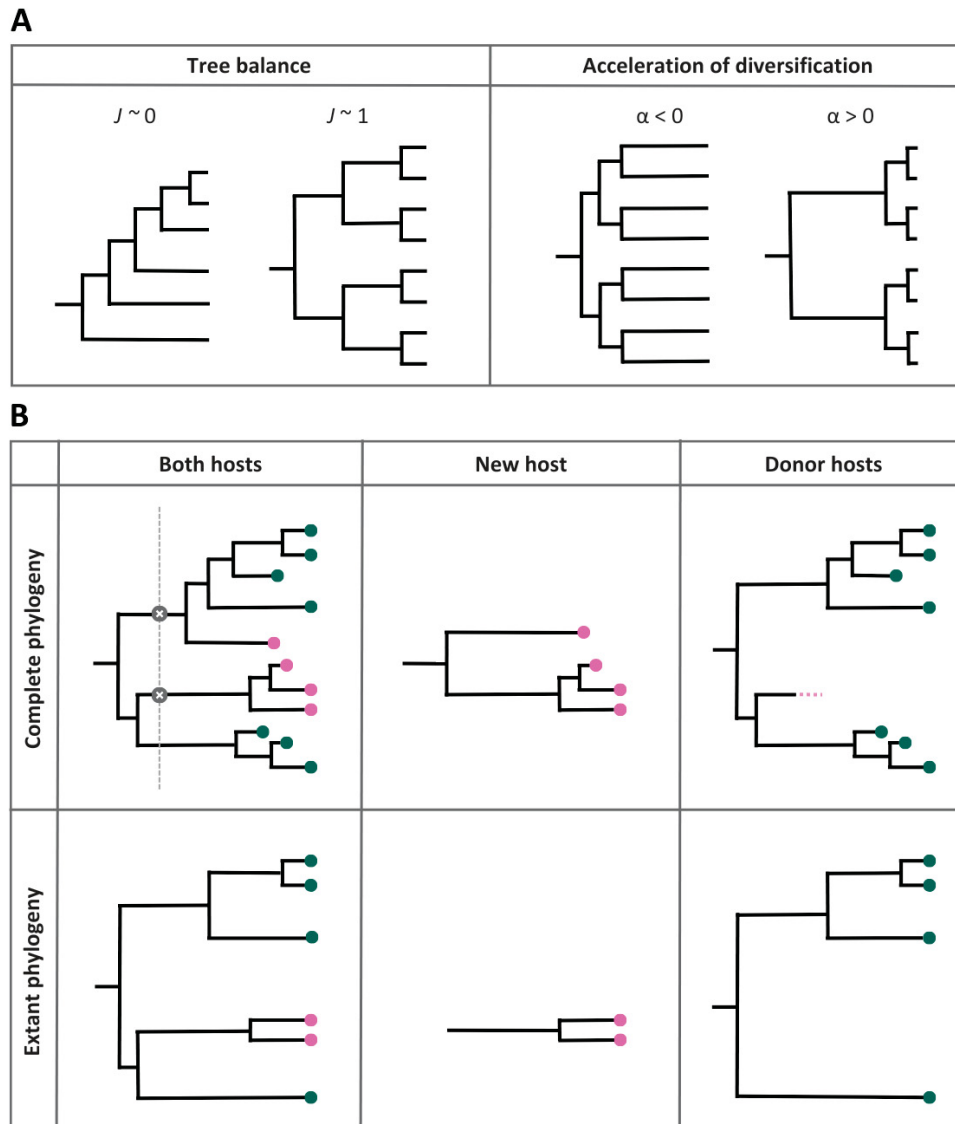 A
Tree balance
Acceleration of diversification
J ~ 0
J ~ 1
α < 0
α > 0
B
Both hosts
New host
Donor hosts
Complete phylogeny
Extant phylogeny